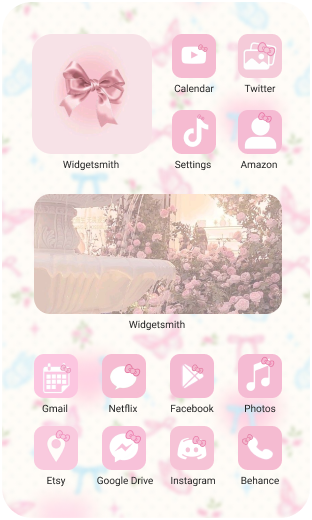 Calendar
Twitter
Widgetsmith
Settings
Amazon
Widgetsmith
Gmail
Netflix
Facebook
Photos
Etsy
Google Drive
Instagram
Behance